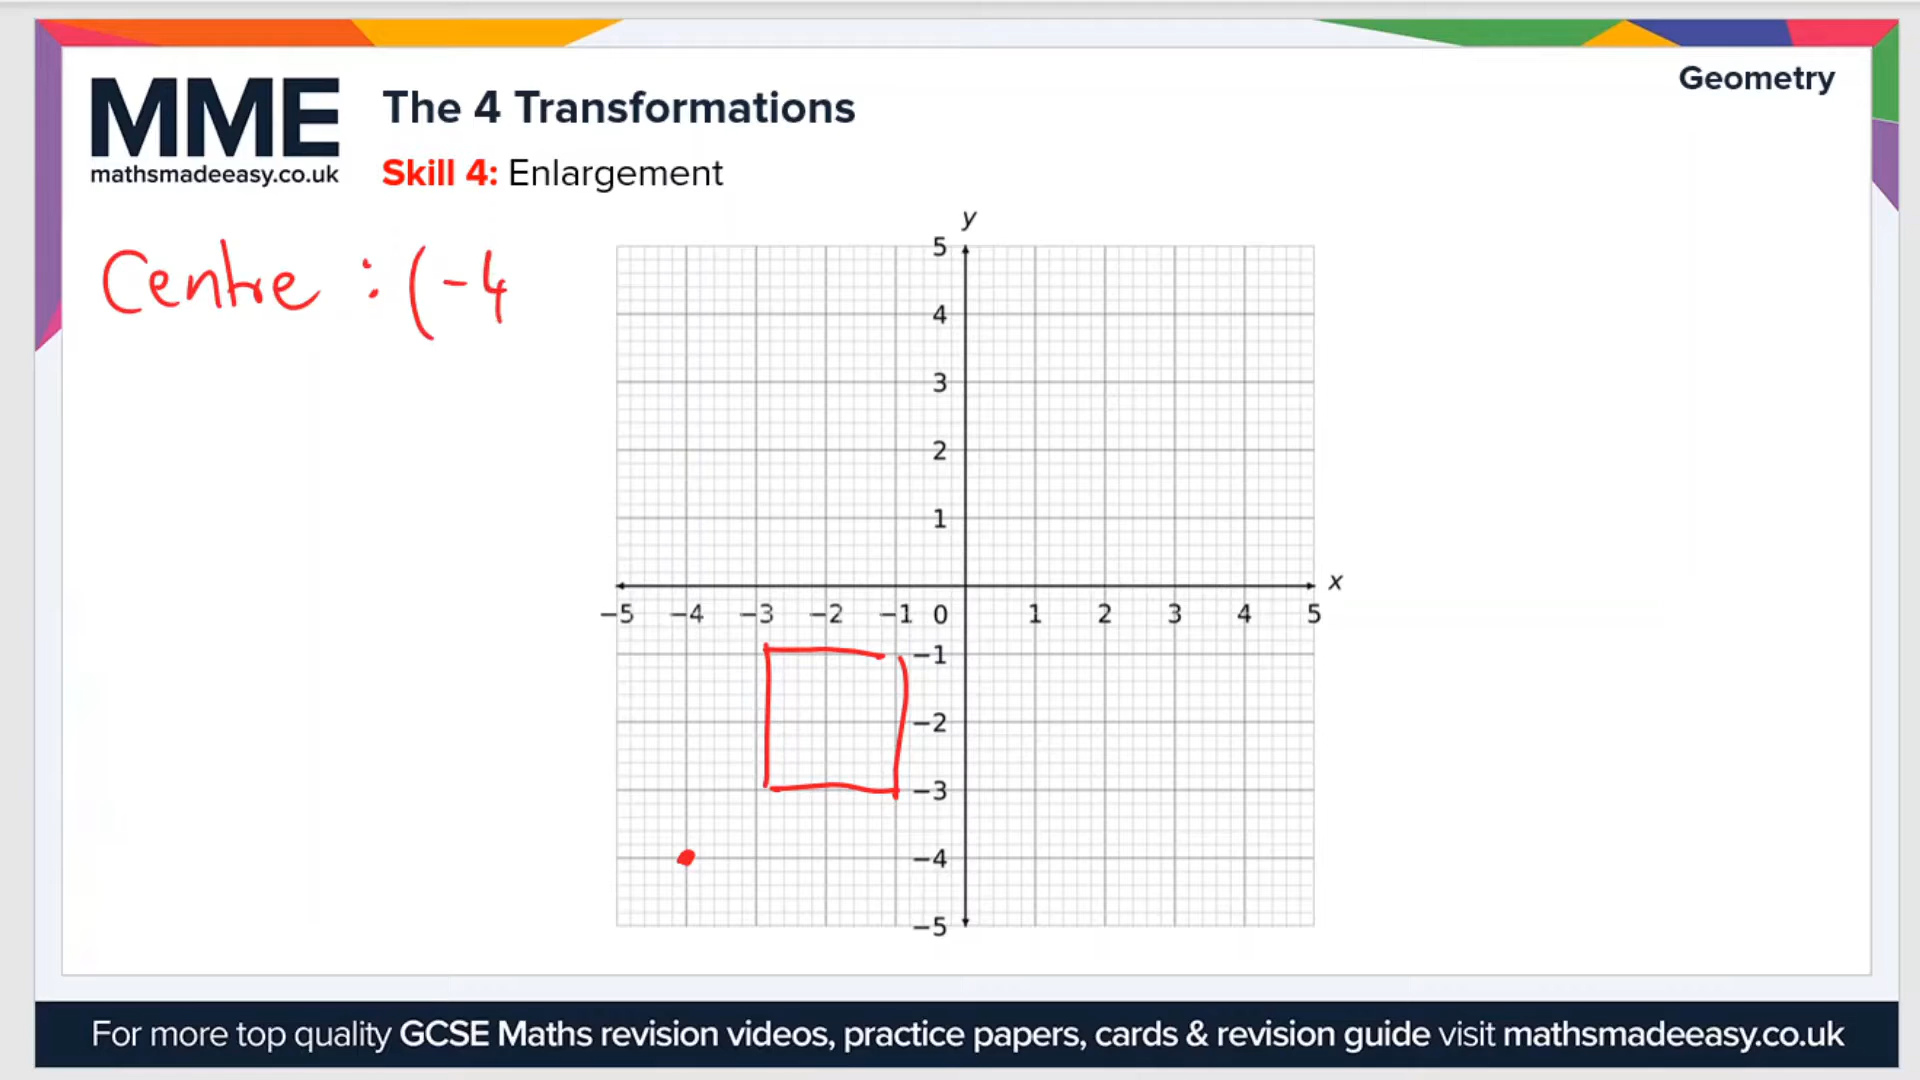 MME
mathsmadeeasy.co.uk
The 4 Transformations
Skill 4: Enlargement
Geometry
Centre : (-4
y
5
4
3
2
1
x
−5 −4 −3 −2 −1 0 1 2 3 4 5
−1
−2
−3
−4
−5
For more top quality GCSE Maths revision videos, practice papers, cards & revision guide visit mathsmadeeasy.co.uk